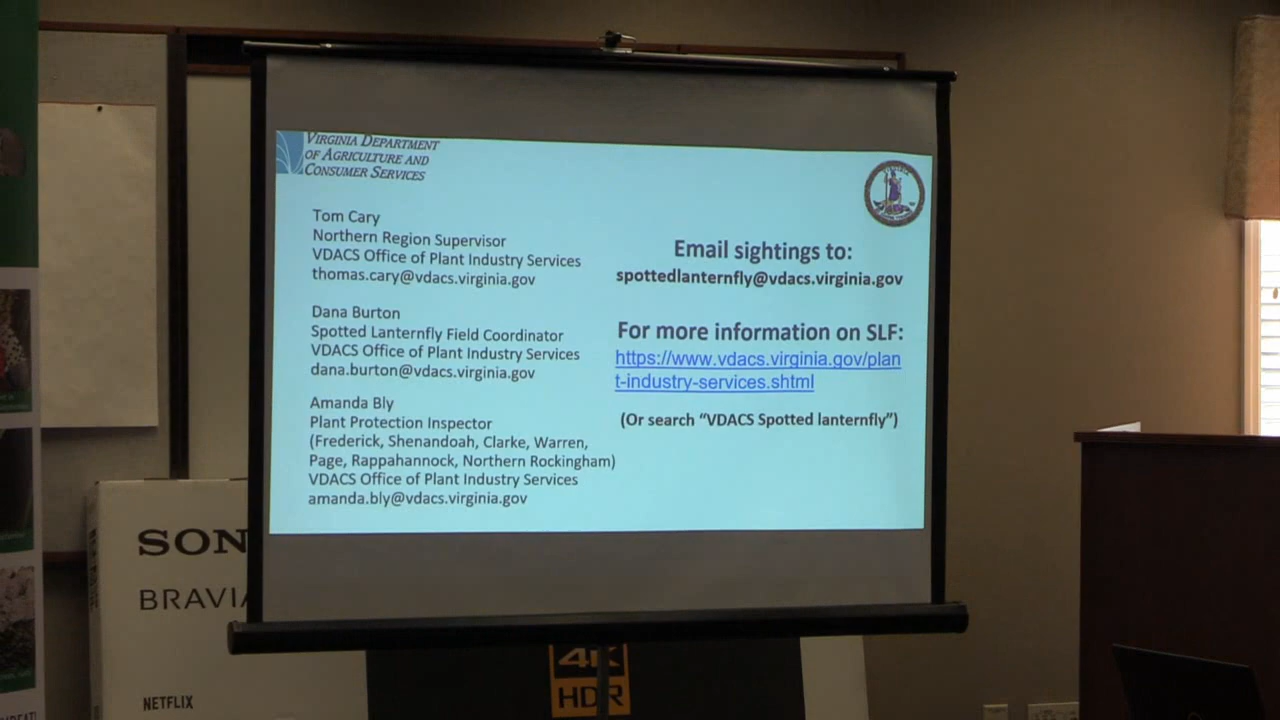 VIRGINIA DEPARTMENT
OF AGRICULTURE AND
CONSUMER SERVICES
Tom Cary
Northern Region Supervisor
VDACS Office of Plant Industry Services
thomas.cary@vdacs.virginia.gov
Dana Burton
Spotted Lanternfly Field Coordinator
VDACS Office of Plant Industry Services
dana.burton@vdacs.virginia.gov
Amanda Bly
Plant Protection Inspector
(Frederick, Shenandoah, Clarke, Warren,
Page, Rappahannock, Northern Rockingham)
VDACS Office of Plant Industry Services
amanda.bly@vdacs.virginia.gov
Email sightings to:
spottedlanternfly@vdacs.virginia.gov
For more information on SLF:
https://www.vdacs.virginia.gov/plan
t-industry-services.shtml
(Or search “VDACS Spotted lanternfly”)
SON
BRAVIA
NETFLIX
4K
HDR